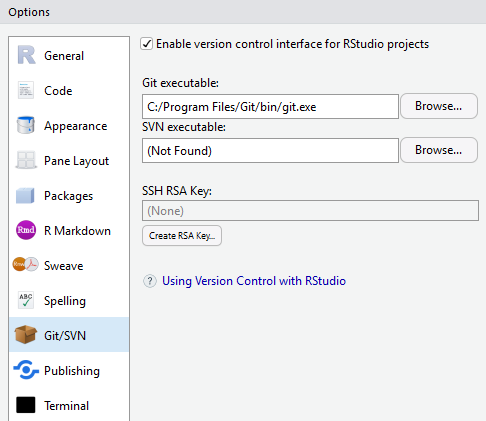 Options
R General
Code
Appearance
Pane Layout
Packages
Rmd R Markdown
Rnw Sweave
ABC Spelling
Git/SVN
Publishing
Terminal
Enable version control interface for RStudio projects
Git executable:
C:/Program Files/Git/bin/git.exe
Browse...
SVN executable:
(Not Found)
Browse...
SSH RSA Key:
(None)
Create RSA Key...
? Using Version Control with RStudio